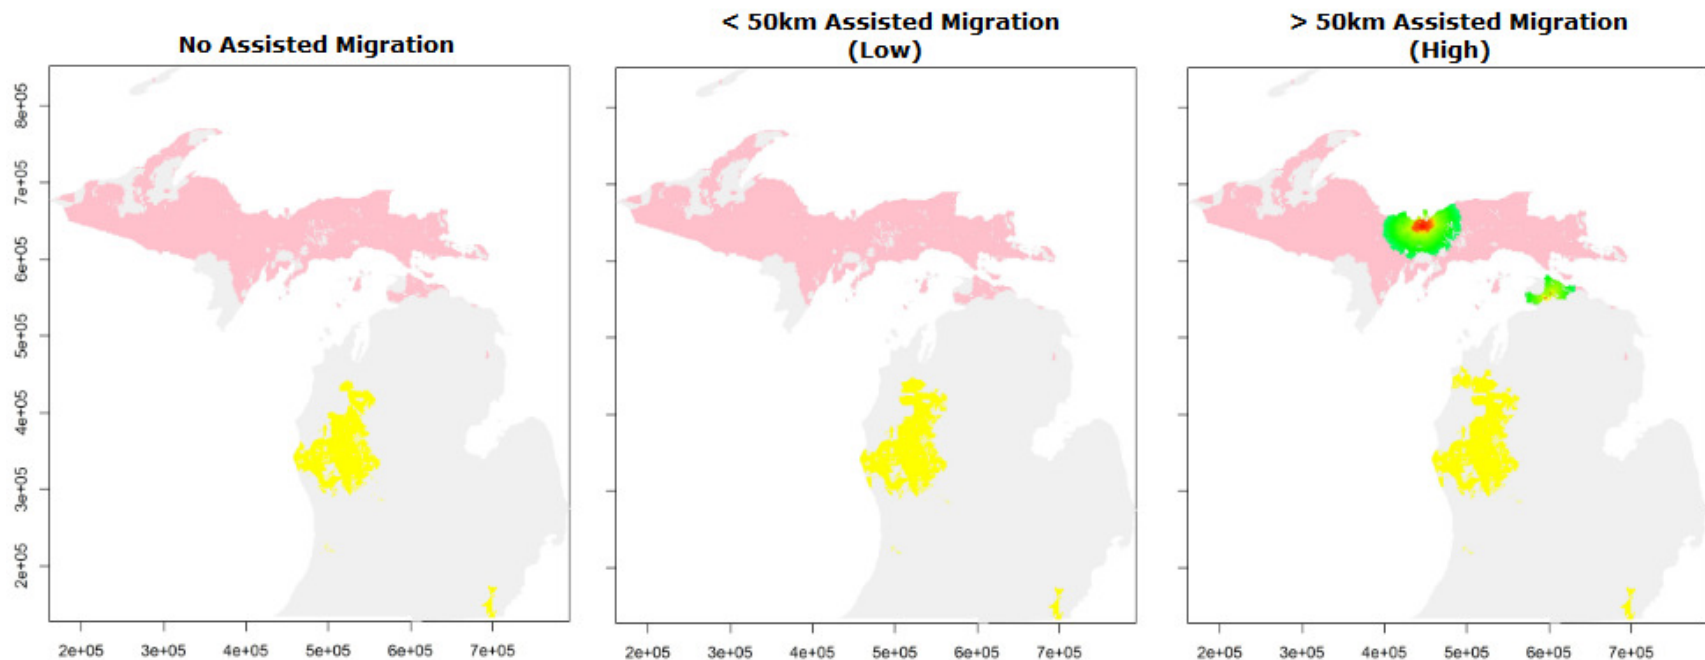 No Assisted Migration
< 50km Assisted Migration
(Low)
> 50km Assisted Migration
(High)
8e+05
7e+05
6e+05
5e+05
4e+05
3e+05
2e+05
2e+05 3e+05 4e+05 5e+05 6e+05 7e+05
2e+05 3e+05 4e+05 5e+05 6e+05 7e+05
2e+05 3e+05 4e+05 5e+05 6e+05 7e+05